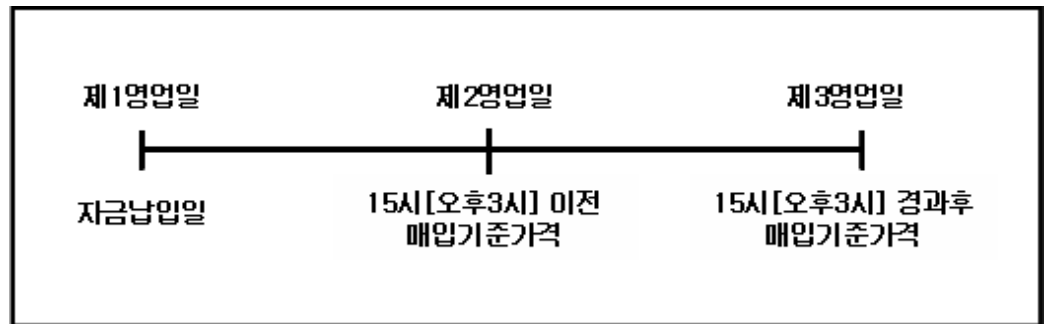 제1영업일
제2영업일
제3영업일
자금납입일
15시[오후3시] 이전
매입기준가격
15시[오후3시] 경과후
매입기준가격